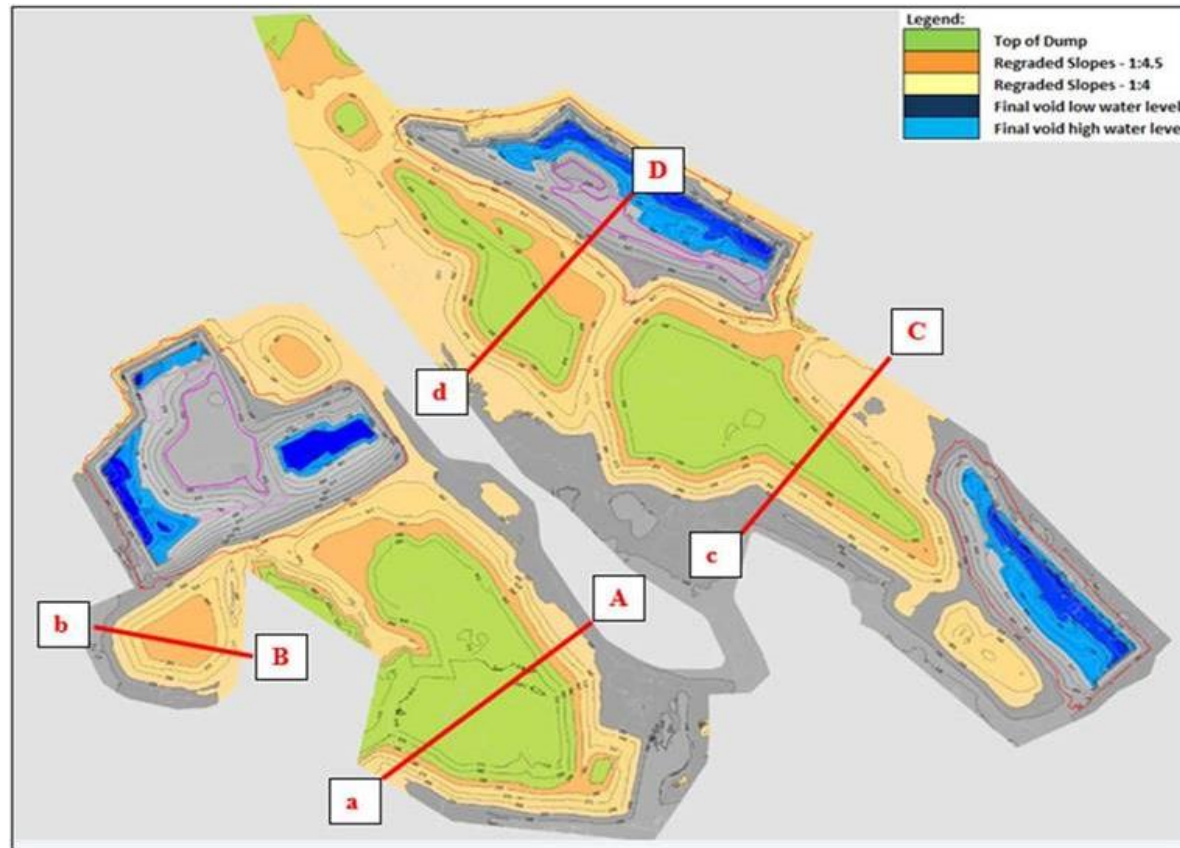 Legend:
Top of Dump
Regraded Slopes - 1:4.5
Regraded Slopes - 1:4
Final void low water level
Final void high water level
D
C
d
c
A
b
B
a